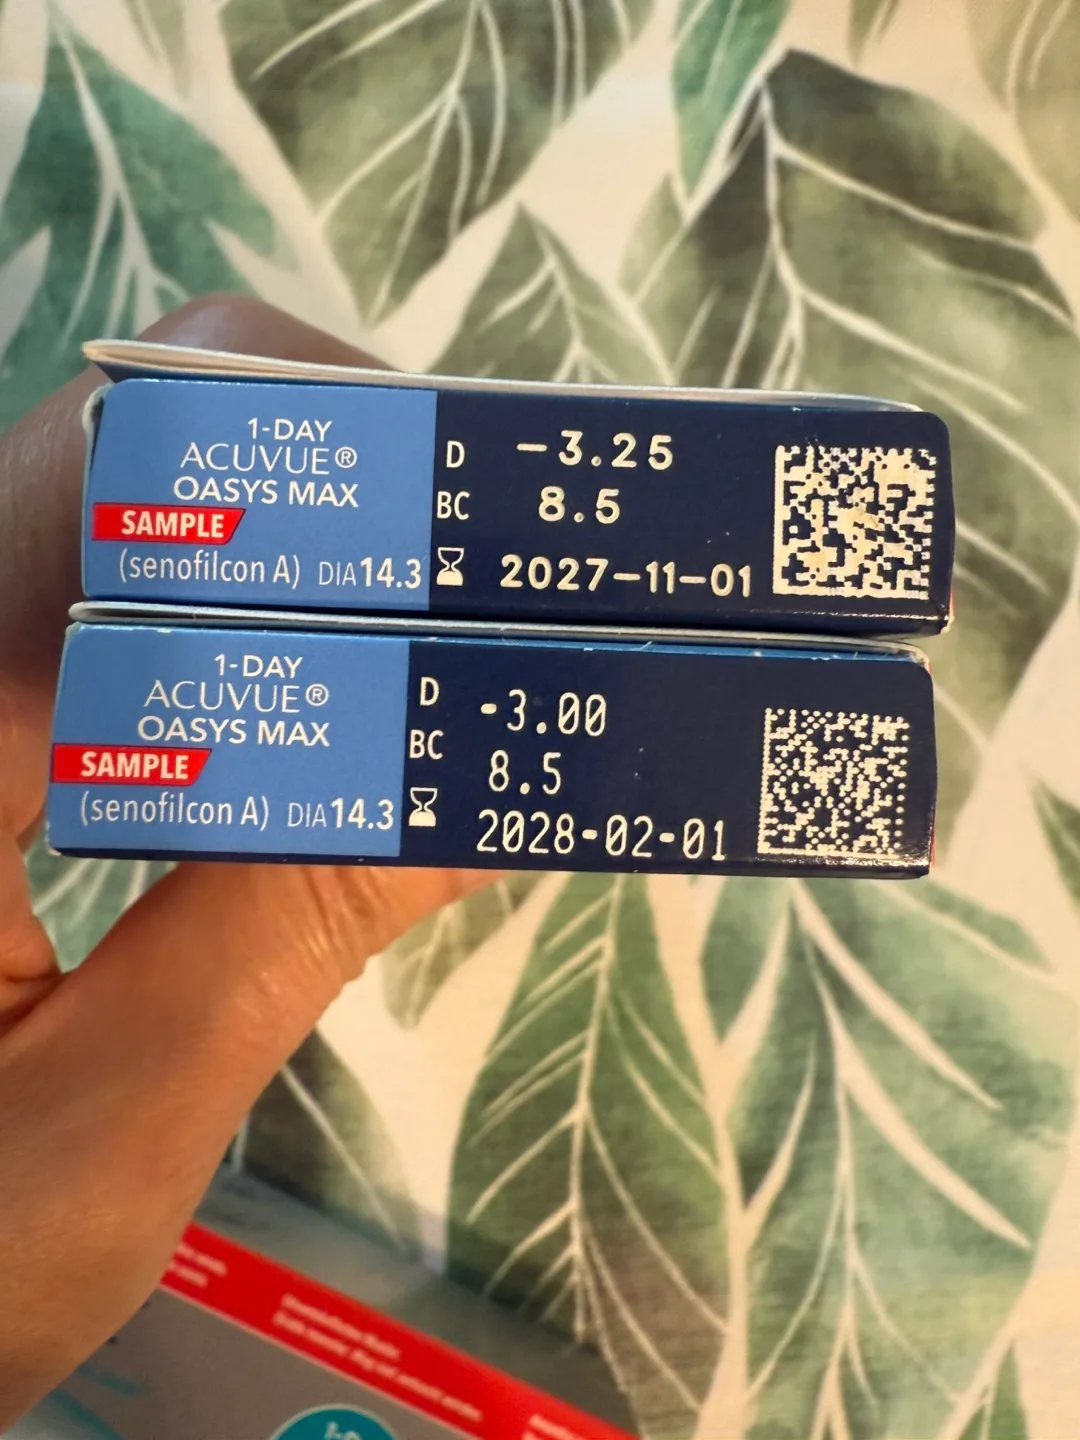 1-DAY
ACUVUE®
OASYS MAX
SAMPLE
(senofilcon A) DIA14.3
D -3.25
BC 8.5
2027-11-01
1-DAY
ACUVUE®
OASYS MAX
SAMPLE
(senofilcon A) DIA14.3
D -3.00
BC 8.5
2028-02-01